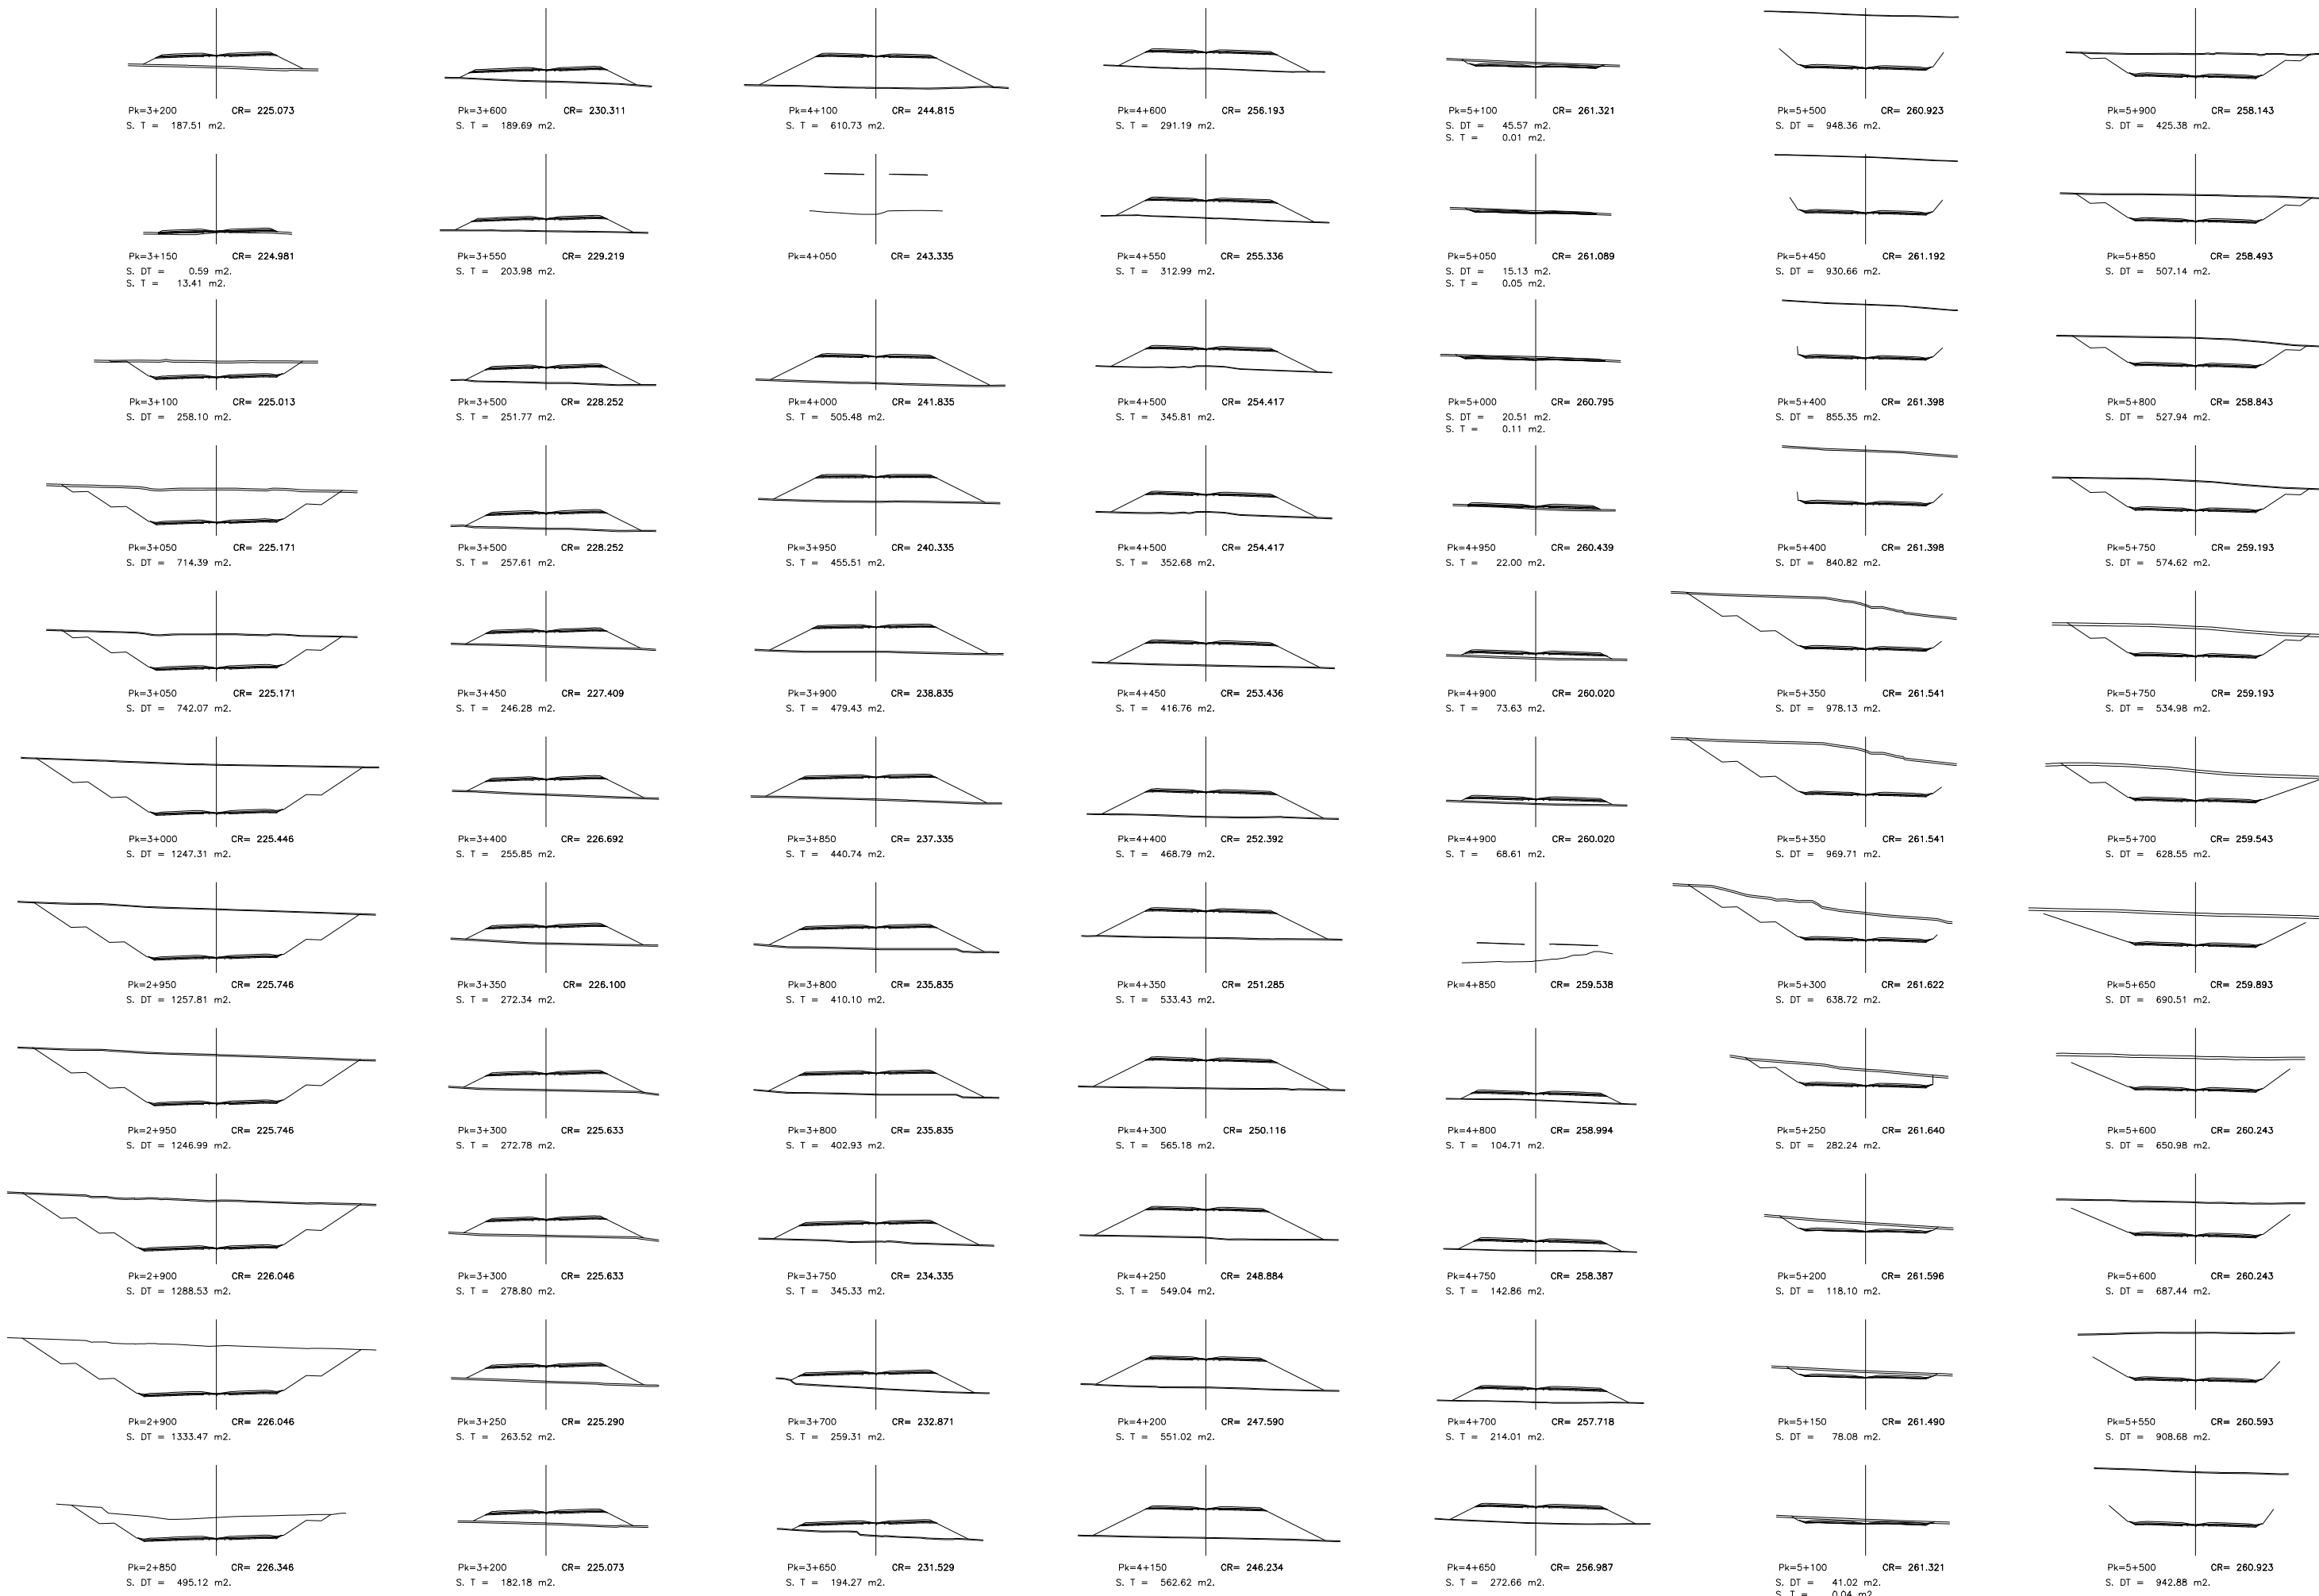 Pk=3+200 CR= 225.073
S. T = 187.51 m2.
Pk=3+600 CR= 230.311
S. T = 189.69 m2.
Pk=4+100 CR= 244.815
S. T = 610.73 m2.
Pk=4+600 CR= 256.193
S. T = 291.19 m2.
Pk=5+100 CR= 261.321
S. DT = 45.57 m2.
S. T = 0.01 m2.
Pk=5+500 CR= 260.923
S. DT = 948.36 m2.
Pk=5+900 CR= 258.143
S. DT = 425.38 m2.
Pk=3+150 CR= 224.981
S. DT = 0.59 m2.
S. T = 13.41 m2.
Pk=3+550 CR= 229.219
S. T = 203.98 m2.
Pk=4+050 CR= 243.335
Pk=4+550 CR= 255.336
S. T = 312.99 m2.
Pk=5+050 CR= 261.089
S. DT = 15.13 m2.
S. T = 0.05 m2.
Pk=5+450 CR= 261.192
S. DT = 930.66 m2.
Pk=5+850 CR= 258.493
S. DT = 507.14 m2.
Pk=3+100 CR= 225.013
S. DT = 258.10 m2.
Pk=3+500 CR= 228.252
S. T = 251.77 m2.
Pk=4+000 CR= 241.835
S. T = 505.48 m2.
Pk=4+500 CR= 254.417
S. T = 345.81 m2.
Pk=5+000 CR= 260.795
S. DT = 20.51 m2.
S. T = 0.11 m2.
Pk=5+400 CR= 261.398
S. DT = 855.35 m2.
Pk=5+800 CR= 258.843
S. DT = 527.94 m2.
Pk=3+050 CR= 225.171
S. DT = 714.39 m2.
Pk=3+500 CR= 228.252
S. T = 257.61 m2.
Pk=3+950 CR= 240.335
S. T = 455.51 m2.
Pk=4+500 CR= 254.417
S. T = 352.68 m2.
Pk=4+950 CR= 260.439
S. T = 22.00 m2.
Pk=5+400 CR= 261.398
S. DT = 840.82 m2.
Pk=5+750 CR= 259.193
S. DT = 574.62 m2.
Pk=3+050 CR= 225.171
S. DT = 742.07 m2.
Pk=3+450 CR= 227.409
S. T = 246.28 m2.
Pk=3+900 CR= 238.835
S. T = 479.43 m2.
Pk=4+450 CR= 253.436
S. T = 416.76 m2.
Pk=4+900 CR= 260.020
S. T = 73.63 m2.
Pk=5+350 CR= 261.541
S. DT = 978.13 m2.
Pk=5+750 CR= 259.193
S. DT = 534.98 m2.
Pk=3+000 CR= 225.446
S. DT = 1247.31 m2.
Pk=3+400 CR= 226.692
S. T = 255.85 m2.
Pk=3+850 CR= 237.335
S. T = 440.74 m2.
Pk=4+400 CR= 252.392
S. T = 468.79 m2.
Pk=4+900 CR= 260.020
S. T = 68.61 m2.
Pk=5+350 CR= 261.541
S. DT = 969.71 m2.
Pk=5+700 CR= 259.543
S. DT = 628.55 m2.
Pk=2+950 CR= 225.746
S. DT = 1257.81 m2.
Pk=3+350 CR= 226.100
S. T = 272.34 m2.
Pk=3+800 CR= 235.835
S. T = 410.10 m2.
Pk=4+350 CR= 251.285
S. T = 533.43 m2.
Pk=4+850 CR= 259.538
Pk=5+300 CR= 261.622
S. DT = 638.72 m2.
Pk=5+650 CR= 259.893
S. DT = 690.51 m2.
Pk=2+950 CR= 225.746
S. DT = 1246.99 m2.
Pk=3+300 CR= 225.633
S. T = 272.78 m2.
Pk=3+800 CR= 235.835
S. T = 402.93 m2.
Pk=4+300 CR= 250.116
S. T = 565.18 m2.
Pk=4+800 CR= 258.994
S. T = 104.71 m2.
Pk=5+250 CR= 261.640
S. DT = 282.24 m2.
Pk=5+600 CR= 260.243
S. DT = 650.98 m2.
Pk=2+900 CR= 226.046
S. DT = 1288.53 m2.
Pk=3+300 CR= 225.633
S. T = 278.80 m2.
Pk=3+750 CR= 234.335
S. T = 345.33 m2.
Pk=4+250 CR= 248.884
S. T = 549.04 m2.
Pk=4+750 CR= 258.387
S. T = 142.86 m2.
Pk=5+200 CR= 261.596
S. DT = 118.10 m2.
Pk=5+600 CR= 260.243
S. DT = 687.44 m2.
Pk=2+900 CR= 226.046
S. DT = 1333.47 m2.
Pk=3+250 CR= 225.290
S. T = 263.52 m2.
Pk=3+700 CR= 232.871
S. T = 259.31 m2.
Pk=4+200 CR= 247.590
S. T = 551.02 m2.
Pk=4+700 CR= 257.718
S. T = 214.01 m2.
Pk=5+150 CR= 261.490
S. DT = 78.08 m2.
Pk=5+550 CR= 260.593
S. DT = 908.68 m2.
Pk=2+850 CR= 226.346
S. DT = 495.12 m2.
Pk=3+200 CR= 225.073
S. T = 182.18 m2.
Pk=3+650 CR= 231.529
S. T = 194.27 m2.
Pk=4+150 CR= 246.234
S. T = 562.62 m2.
Pk=4+650 CR= 256.987
S. T = 272.66 m2.
Pk=5+100 CR= 261.321
S. DT = 41.02 m2.
S. T = 0.04 m2.
Pk=5+500 CR= 260.923
S. DT = 942.88 m2.